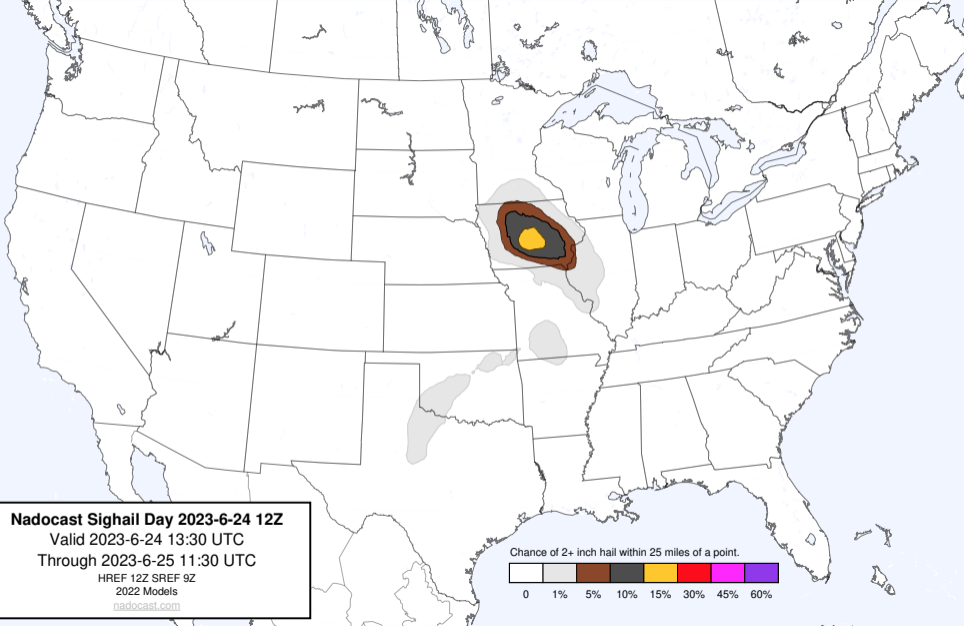 Nadocast Sighail Day 2023-6-24 12Z
Valid 2023-6-24 13:30 UTC
Through 2023-6-25 11:30 UTC
HREF 12Z SREF 9Z
2022 Models
nadocast.com
Chance of 2+ inch hail within 25 miles of a point.
0 1% 5% 10% 15% 30% 45% 60%